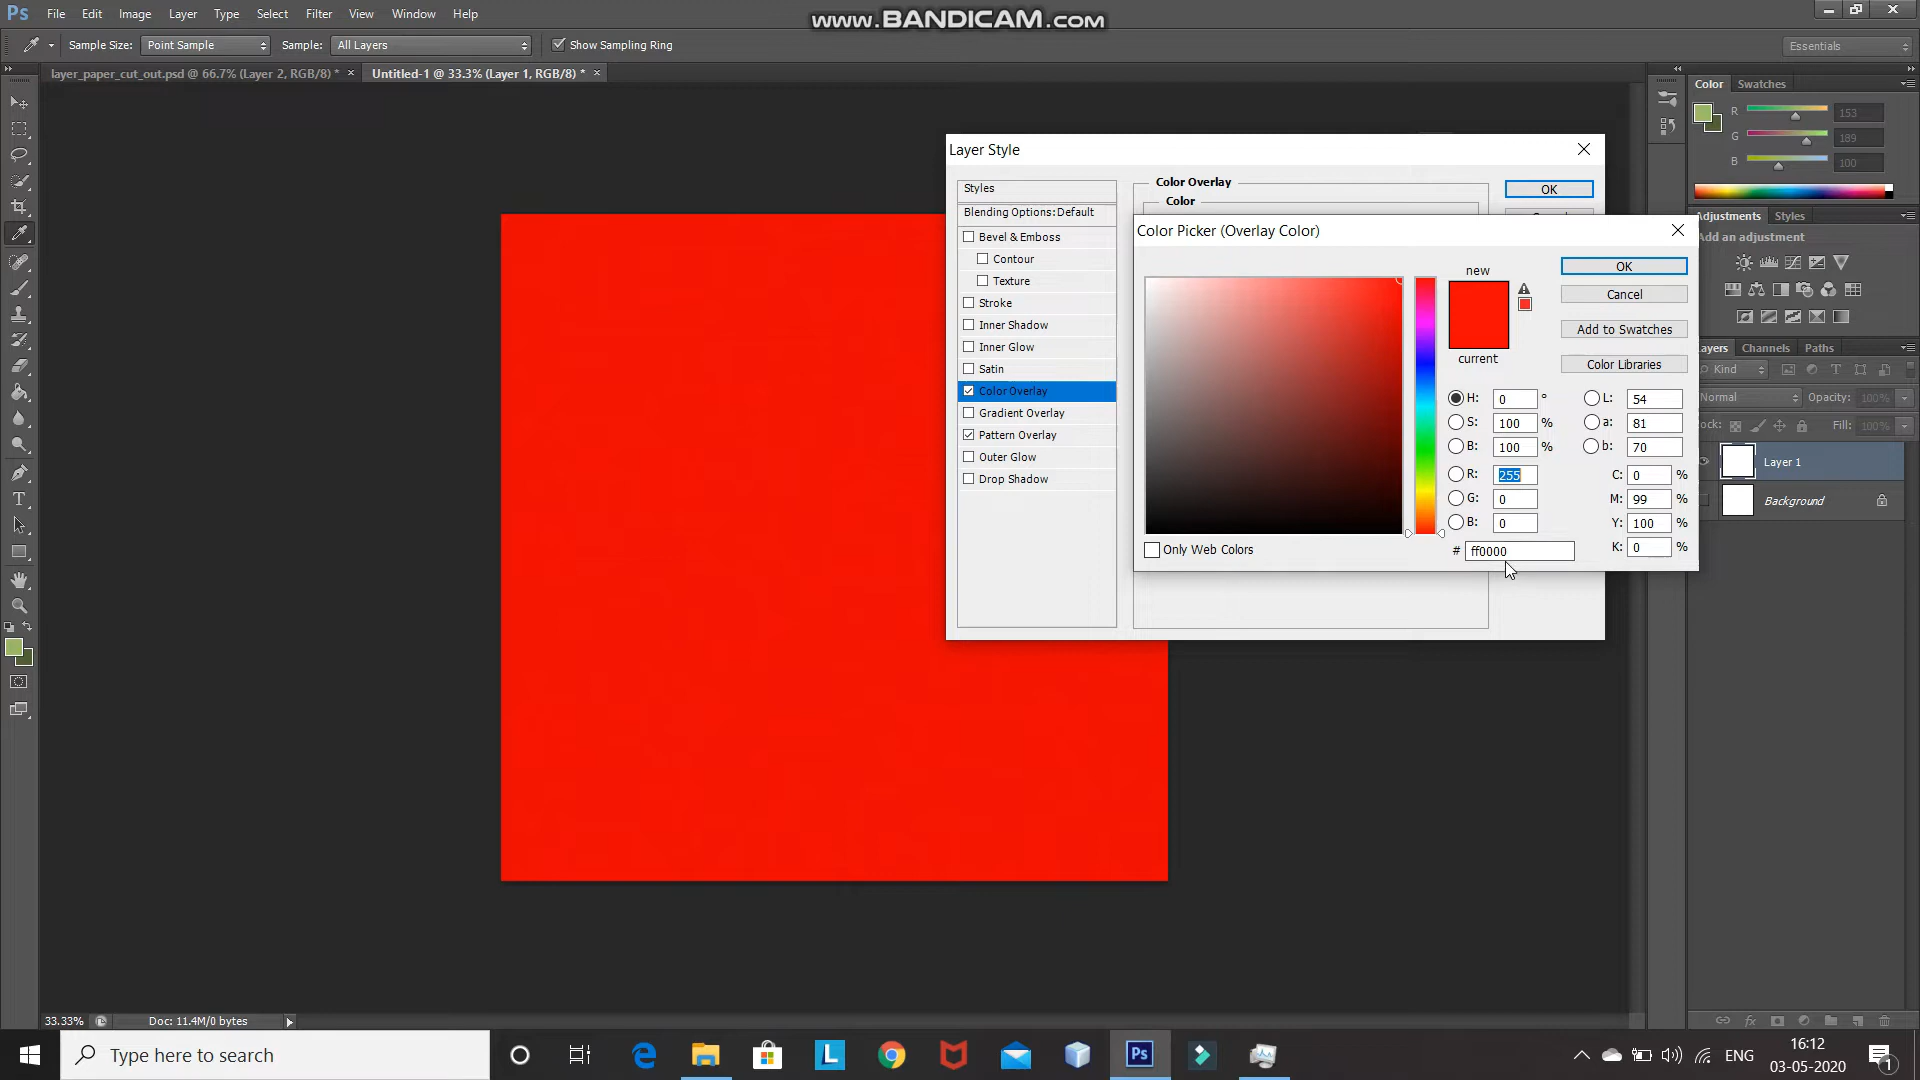 Ps File Edit Image Layer Type Select Filter View Window Help
www.BANDICAM.com
Sample Size: Point Sample Sample: All Layers Show Sampling Ring Essentials
layer_paper_cut_out.psd @ 66.7% (Layer 2, RGB/8) * × Untitled-1 @ 33.3% (Layer 1, RGB/8) * ×
Color Swatches
R 153
G 189
B 100
Adjustments Styles
Add an adjustment
Layers Channels Paths
Kind
Normal Opacity: 100%
Lock: Fill: 100%
Layer 1
Background
Layer Style
Styles
Blending Options:Default
Bevel & Emboss
Contour
Texture
Stroke
Inner Shadow
Inner Glow
Satin
Color Overlay
Gradient Overlay
Pattern Overlay
Outer Glow
Drop Shadow
Color Overlay
Color
OK
Color Picker (Overlay Color)
new
current
OK
Cancel
Add to Swatches
Color Libraries
H: 0 °
S: 100 %
B: 100 %
R: 255
G: 0
B: 0
# ff0000
L: 54
a: 81
b: 70
C: 0 %
M: 99 %
Y: 100 %
K: 0 %
Only Web Colors
33.33% Doc: 11.4M/0 bytes
Type here to search
L
Ps
ENG
16:12
03-05-2020
1